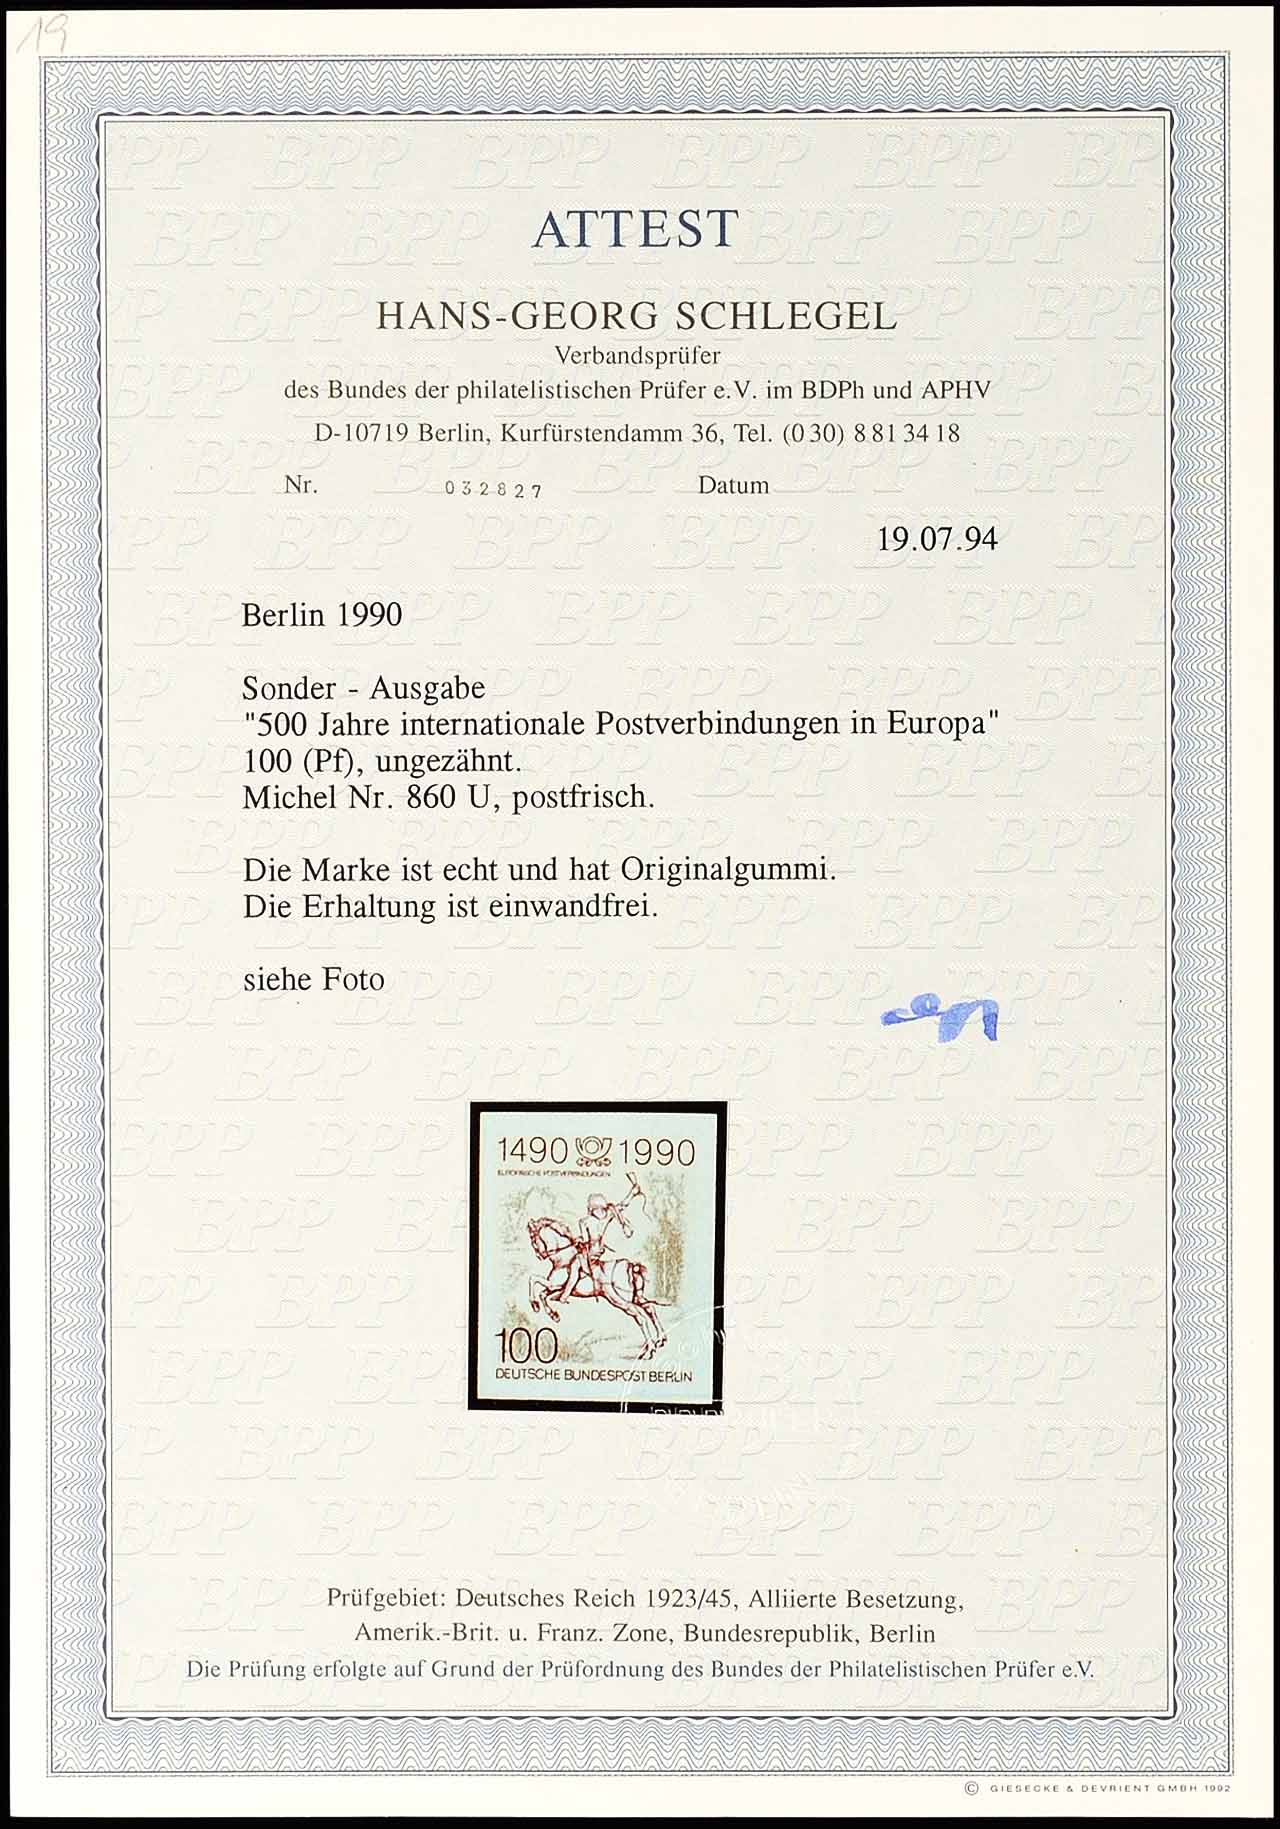 19
ATTEST
HANS-GEORG SCHLEGEL
Verbandsprüfer
des Bundes der philatelistischen Prüfer e.V. im BDPh und APHV
D-10719 Berlin, Kurfürstendamm 36, Tel. (030) 8 81 34 18
Nr. 032827 Datum
19.07.94
Berlin 1990
Sonder - Ausgabe
"500 Jahre internationale Postverbindungen in Europa"
100 (Pf), ungezähnt.
Michel Nr. 860 U, postfrisch.
Die Marke ist echt und hat Originalgummi.
Die Erhaltung ist einwandfrei.
siehe Foto
1490 1990
EUROPÄISCHE POSTVERBINDUNGEN
100
DEUTSCHE BUNDESPOST BERLIN
Prüfgebiet: Deutsches Reich 1923/45, Alliierte Besetzung,
Amerik.-Brit. u. Franz. Zone, Bundesrepublik, Berlin
Die Prüfung erfolgte auf Grund der Prüfordnung des Bundes der Philatelistischen Prüfer e.V.
© GIESECKE & DEVRIENT GMBH 1992